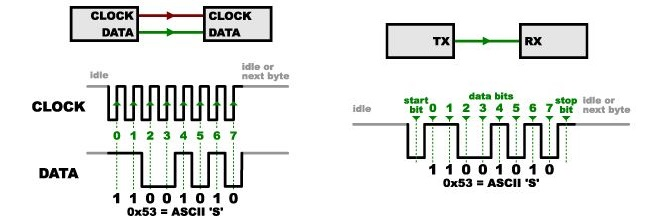 CLOCK CLOCK
DATA DATA
idle
idle or
next byte
CLOCK
0 1 2 3 4 5 6 7
DATA
1 1 0 0 1 0 1 0
0x53 = ASCII 'S'
TX RX
idle
start
bit
data bits
0 1 2 3 4 5 6 7
stop
bit
idle or
next byte
1 1 0 0 1 0 1 0
0x53 = ASCII 'S'